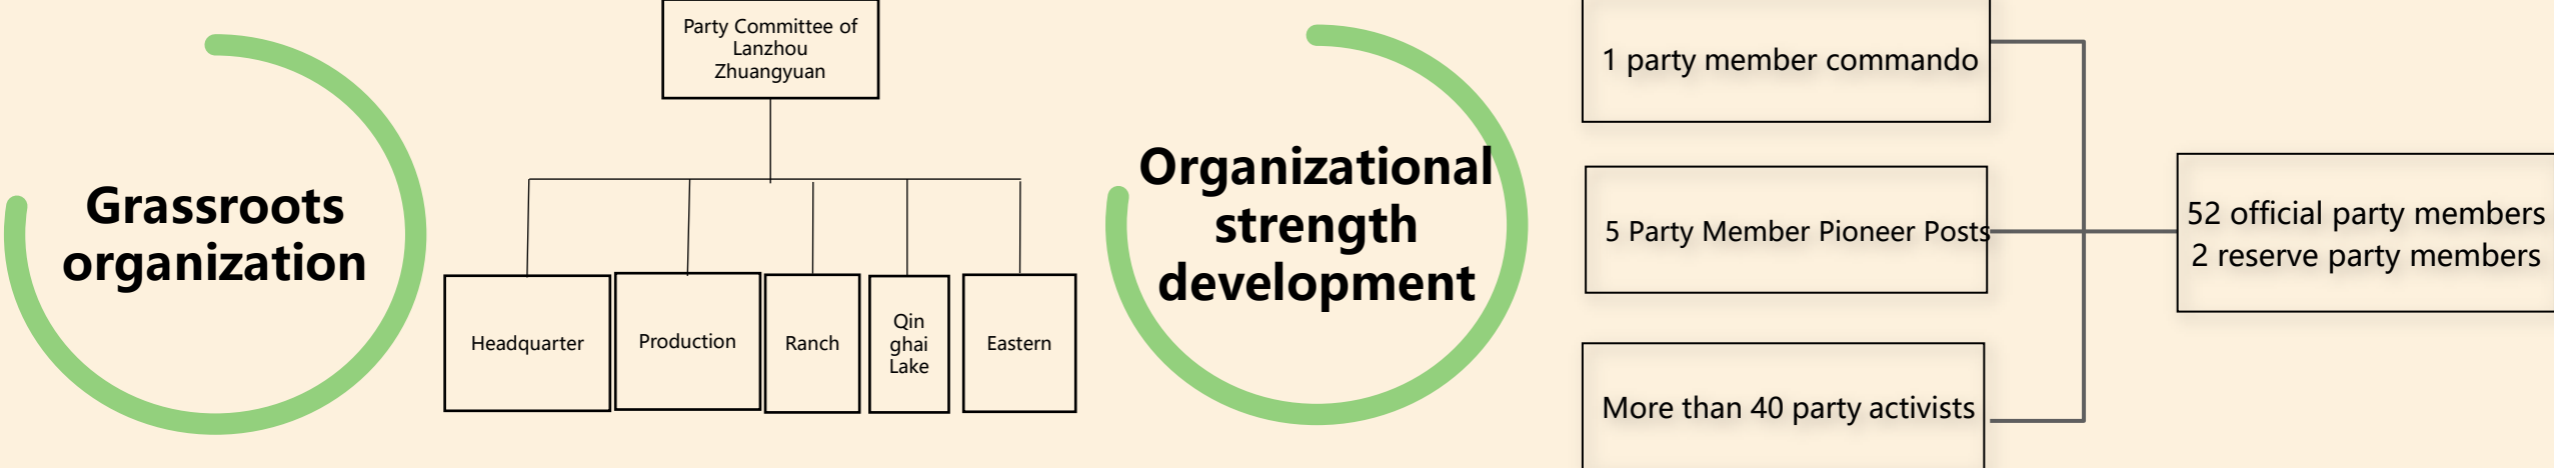 Grassroots
organization
Party Committee of
Lanzhou
Zhuangyuan
Headquarter
Production
Ranch
Qin
ghai
Lake
Eastern
Organizational
strength
development
1 party member commando
5 Party Member Pioneer Posts
More than 40 party activists
52 official party members
2 reserve party members